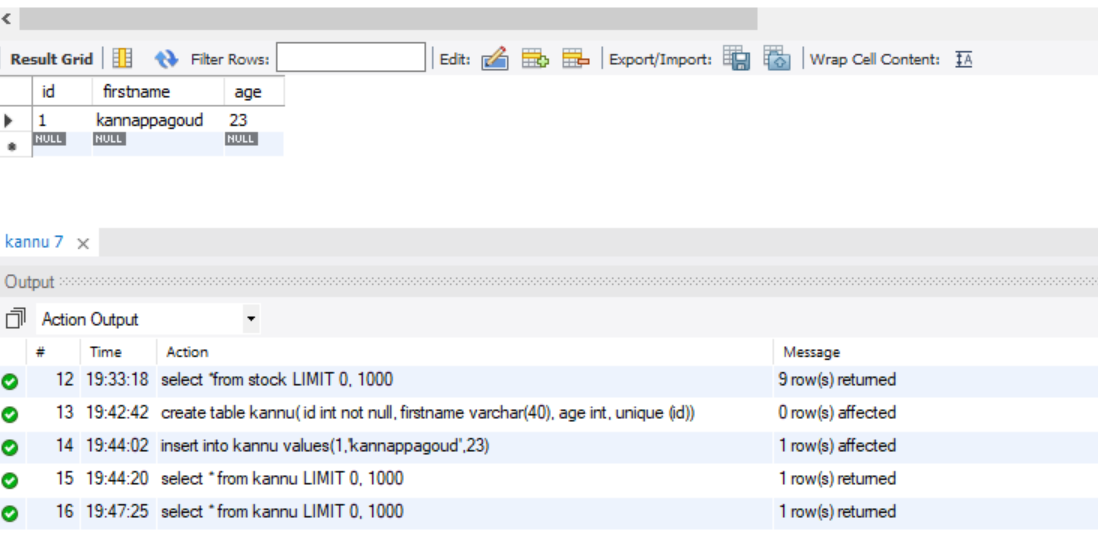 Result Grid Filter Rows: Edit: Export/Import: Wrap Cell Content: IA
id firstname age
1 kannappagoud 23
NULL NULL NULL
kannu 7
Output
Action Output
# Time Action Message
12 19:33:18 select *from stock LIMIT 0, 1000 9 row(s) returned
13 19:42:42 create table kannu( id int not null, firstname varchar(40), age int, unique (id)) 0 row(s) affected
14 19:44:02 insert into kannu values(1,'kannappagoud',23) 1 row(s) affected
15 19:44:20 select * from kannu LIMIT 0, 1000 1 row(s) returned
16 19:47:25 select * from kannu LIMIT 0, 1000 1 row(s) returned